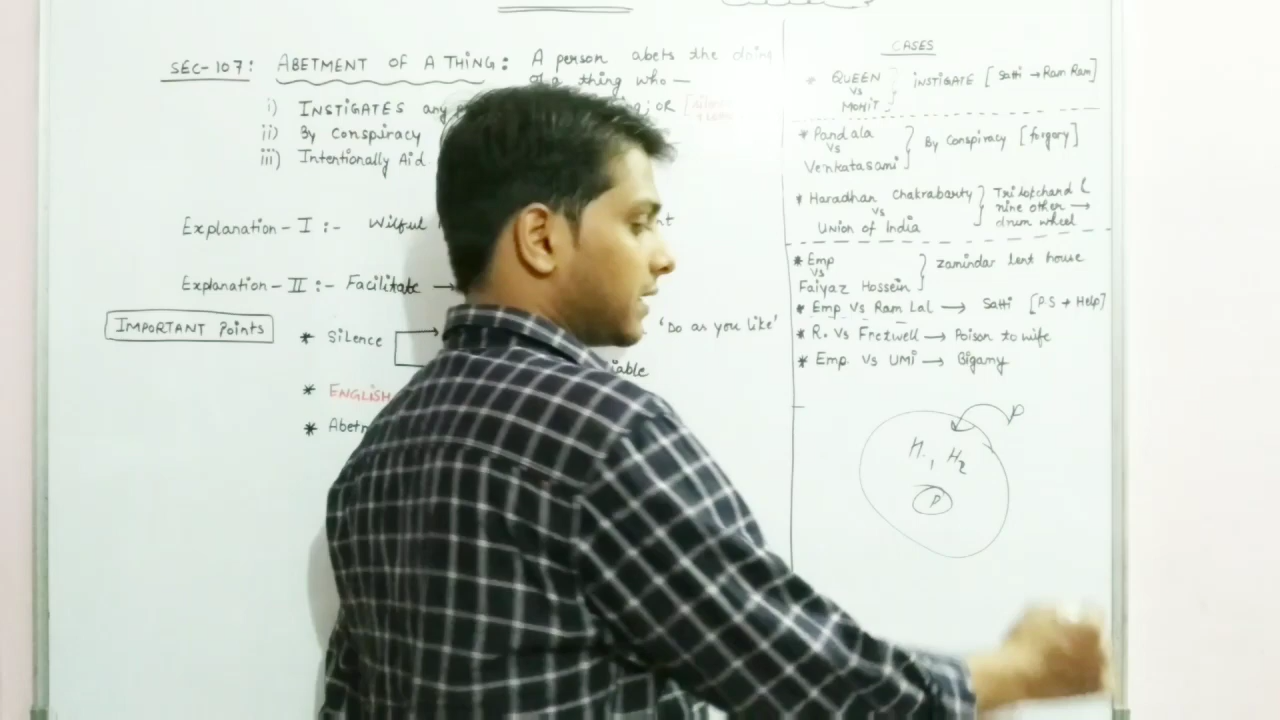 SEC-107: ABETMENT OF A THING: A person abets the doing
of a thing who —
i) INSTIGATES any OR
ii) By Conspiracy
iii) Intentionally Aid
Explanation - I :- Wilful
Explanation - II :- Facilitate →
IMPORTANT Points
* Silence 'Do as you like'
* ENGLISH
*
CASES
* QUEEN
vs
MOHIT
INSTIGATE [Satti → Ram Ram]
* Pandala
vs
Venkatasami
By Conspiracy [forgory]
* Haradhan Chakrabarty
vs
Union of India
Trilokchand (
nine other →
drum wheel
* Emp
vs
Faiyaz Hossein
Zamindar lent house
* Emp Vs Ram Lal → Satti [P.S → Help]
* R. Vs Fretwell → Poison to wife
* Emp. Vs UMI → Bigamy
P
H1 H2
P